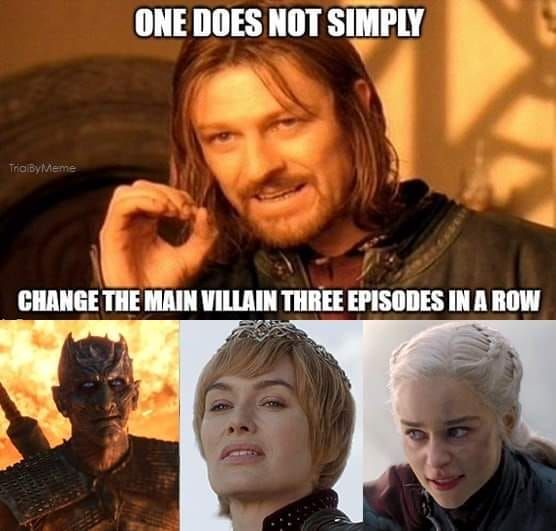 ONE DOES NOT SIMPLY
TrialByMeme
CHANGE THE MAIN VILLAIN THREE EPISODES IN A ROW